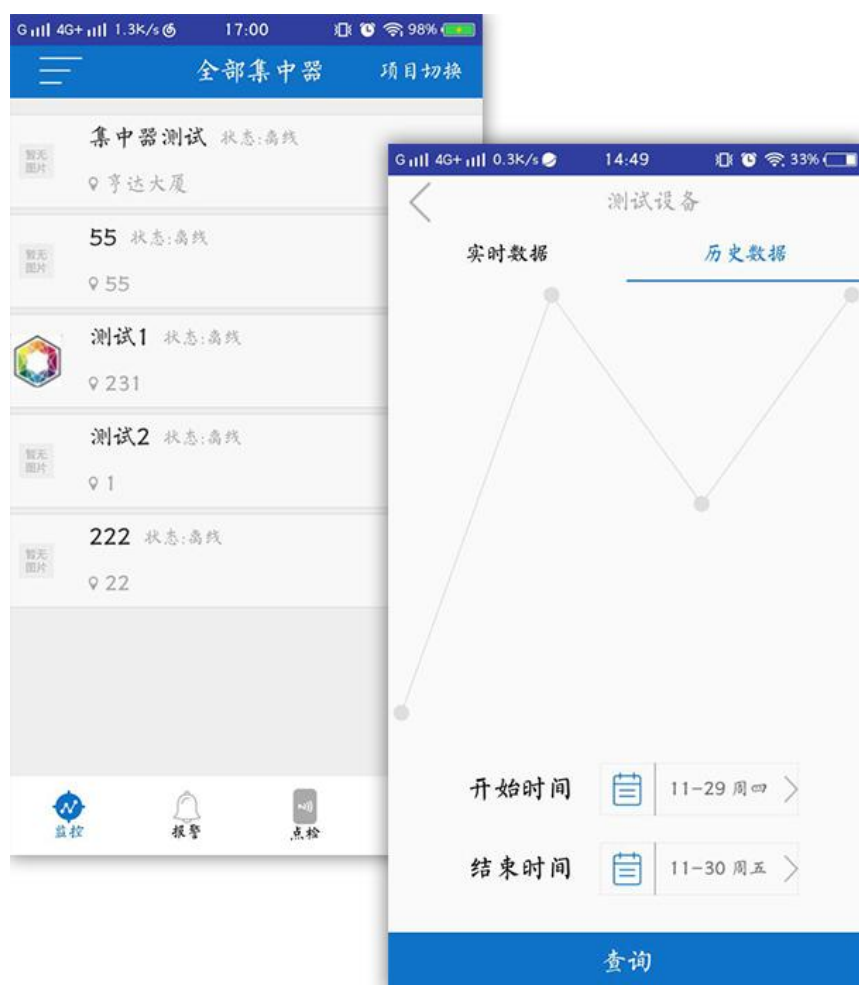 G 4G+ 1.3K/s 17:00 98%
全部集中器 项目切换
暂无
图片
集中器测试 状态:离线
亨达大厦
暂无
图片
55 状态:离线
55
测试1 状态:离线
231
暂无
图片
测试2 状态:离线
1
暂无
图片
222 状态:离线
22
监控 报警 点检
G 4G+ 0.3K/s 14:49 33%
测试设备
实时数据 历史数据
开始时间 11-29 周四
结束时间 11-30 周五
查询